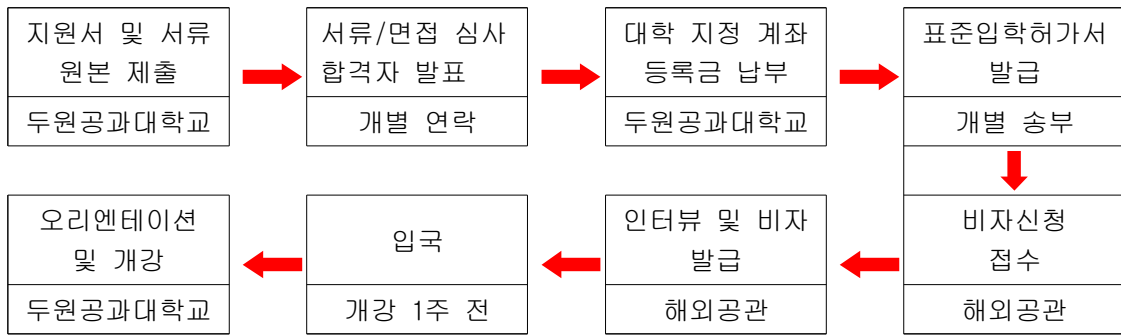 지원서 및 서류
원본 제출
두원공과대학교
서류/면접 심사
합격자 발표
개별 연락
대학 지정 계좌
등록금 납부
두원공과대학교
표준입학허가서
발급
개별 송부
비자신청
접수
해외공관
인터뷰 및 비자
발급
해외공관
입국
개강 1주 전
오리엔테이션
및 개강
두원공과대학교